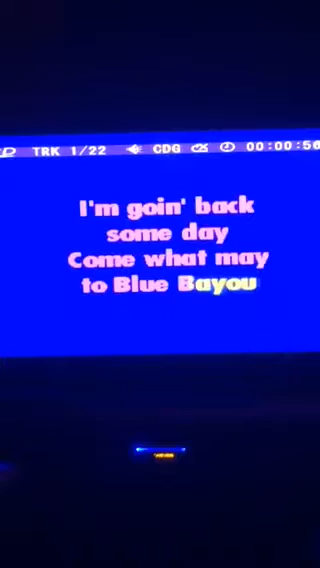 TRK 1/22 CDG 00:00:56
I'm goin' back
some day
Come what may
to Blue Bayou